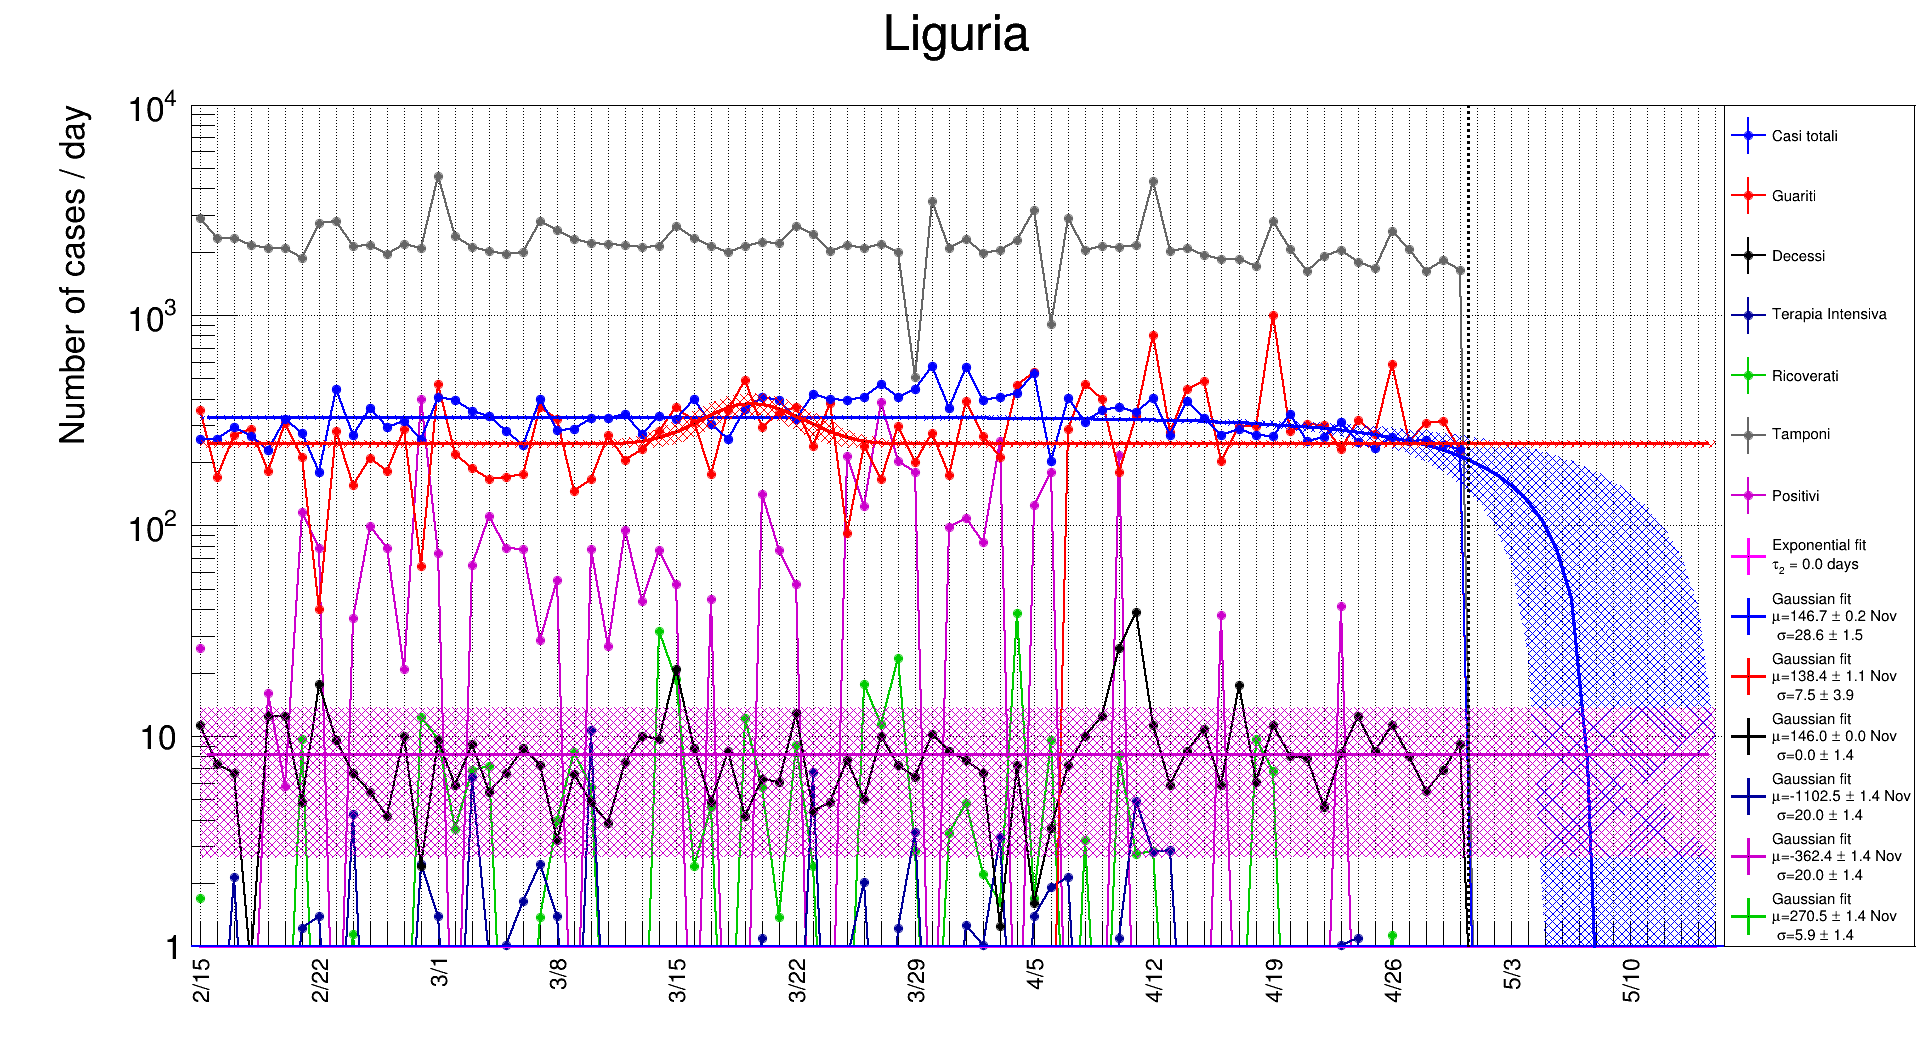 Liguria
Number of cases / day
10^4
10^3
10^2
10
1
2/15
2/22
3/1
3/8
3/15
3/22
3/29
4/5
4/12
4/19
4/26
5/3
5/10
Casi totali
Guariti
Decessi
Terapia Intensiva
Ricoverati
Tamponi
Positivi
Exponential fit
τ₂ = 0.0 days
Gaussian fit
μ=146.7 ± 0.2 Nov
σ=28.6 ± 1.5
Gaussian fit
μ=138.4 ± 1.1 Nov
σ=7.5 ± 3.9
Gaussian fit
μ=146.0 ± 0.0 Nov
σ=0.0 ± 1.4
Gaussian fit
μ=-1102.5 ± 1.4 Nov
σ=20.0 ± 1.4
Gaussian fit
μ=-362.4 ± 1.4 Nov
σ=20.0 ± 1.4
Gaussian fit
μ=270.5 ± 1.4 Nov
σ=5.9 ± 1.4